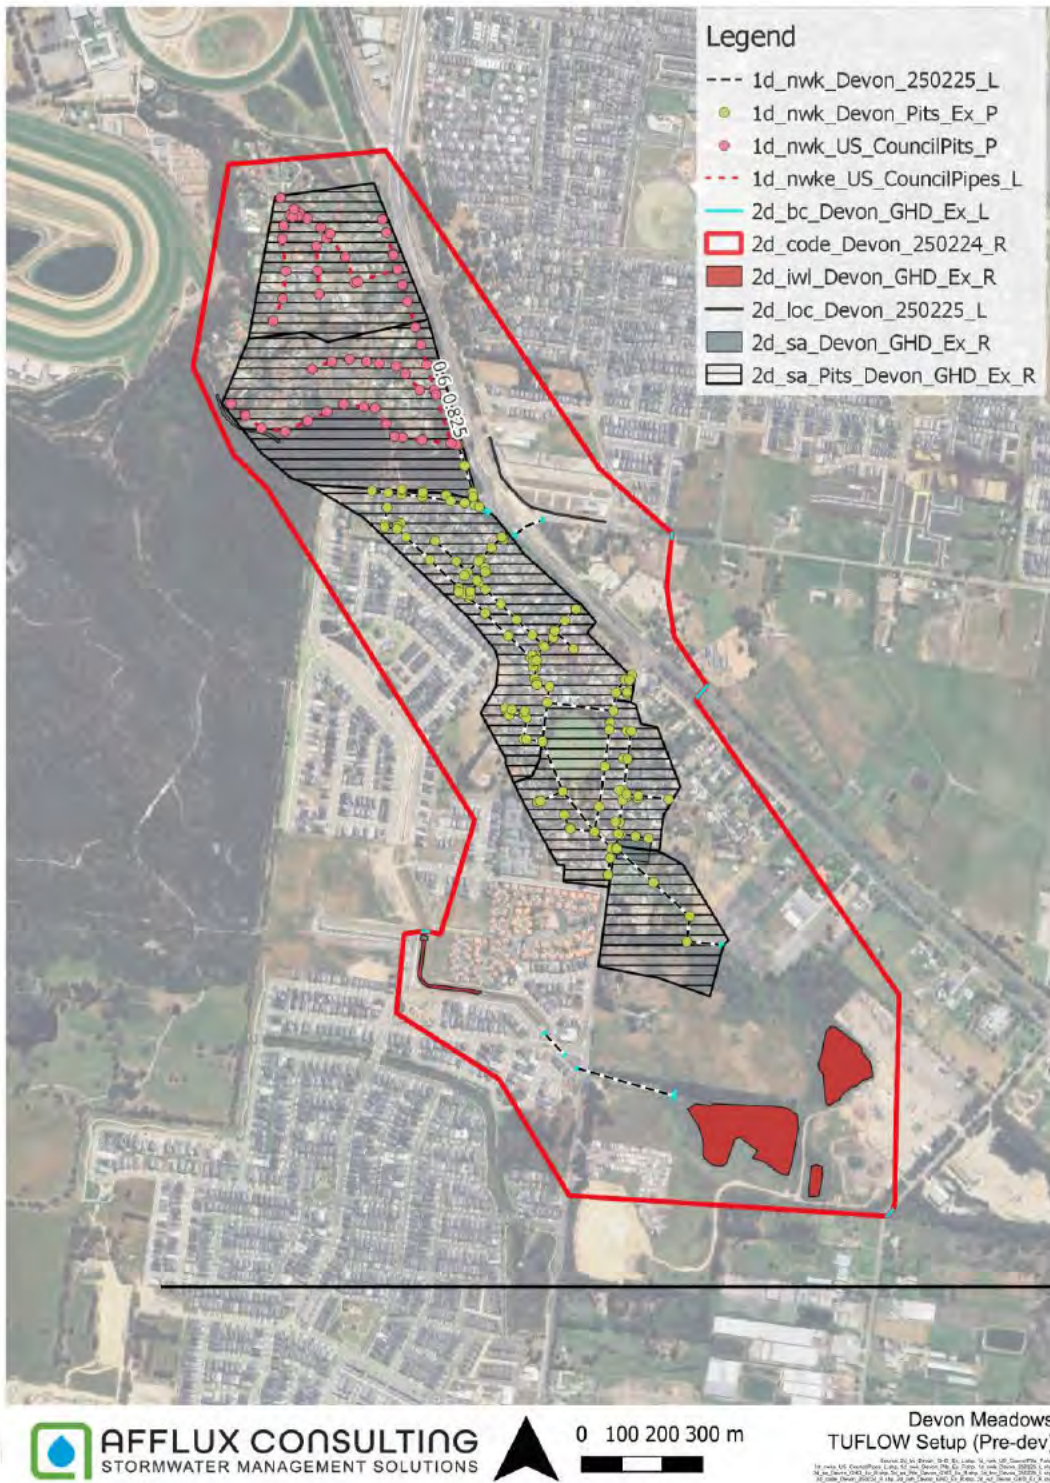 Legend
1d_nwk_Devon_250225_L
1d_nwk_Devon_Pits_Ex_P
1d_nwk_US_CouncilPits_P
1d_nwke_US_CouncilPipes_L
2d_bc_Devon_GHD_Ex_L
2d_code_Devon_250224_R
2d_iwl_Devon_GHD_Ex_R
2d_loc_Devon_250225_L
2d_sa_Devon_GHD_Ex_R
2d_sa_Pits_Devon_GHD_Ex_R
0.6-0.825
AFFLUX CONSULTING
STORMWATER MANAGEMENT SOLUTIONS
0 100 200 300 m
Devon Meadows
TUFLOW Setup (Pre-dev)